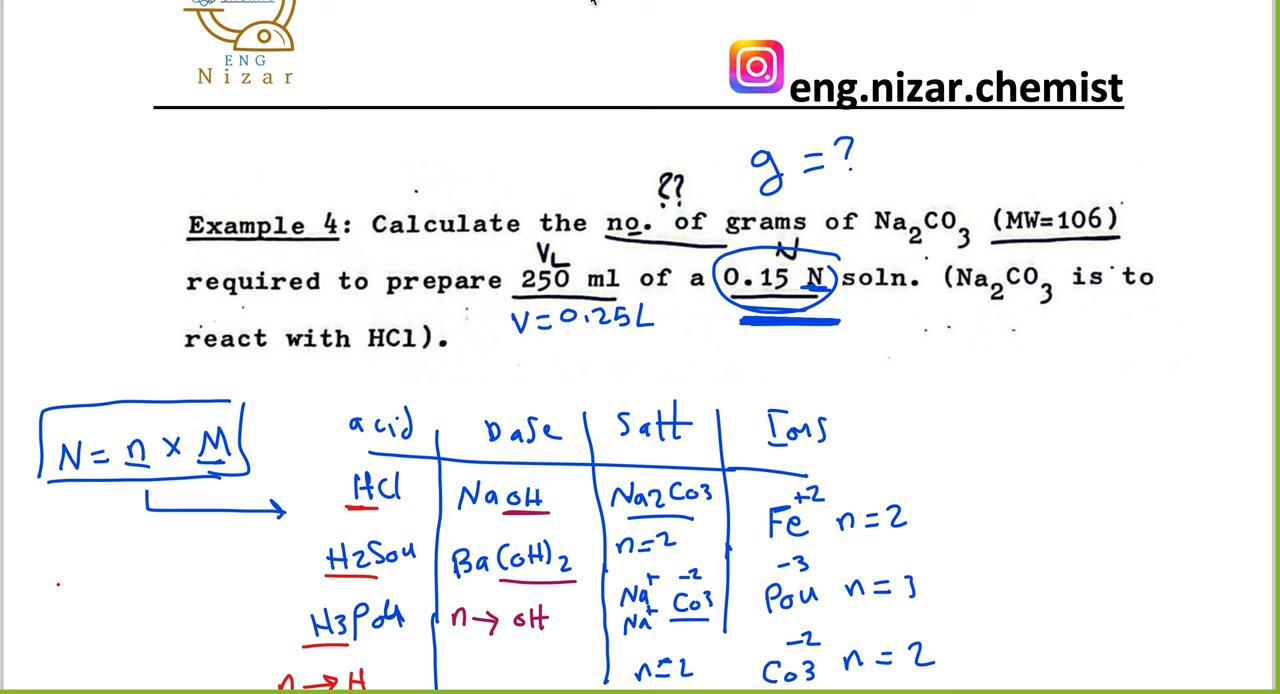 ENG
Nizar
eng.nizar.chemist
g = ?
??
Example 4: Calculate the no. of grams of Na2CO3 (MW=106)
VL N
required to prepare 250 ml of a 0.15 N soln. (Na2CO3 is to
V=0.25L
react with HCl).
N = n × M
acid base Salt Ions
HCl NaOH Na2CO3 Fe+2 n=2
H2SO4 Ba(OH)2 n=2 PO4-3 n=3
H3PO4 n→OH Na+ CO3-2
Na+
n→H n=2 CO3-2 n=2